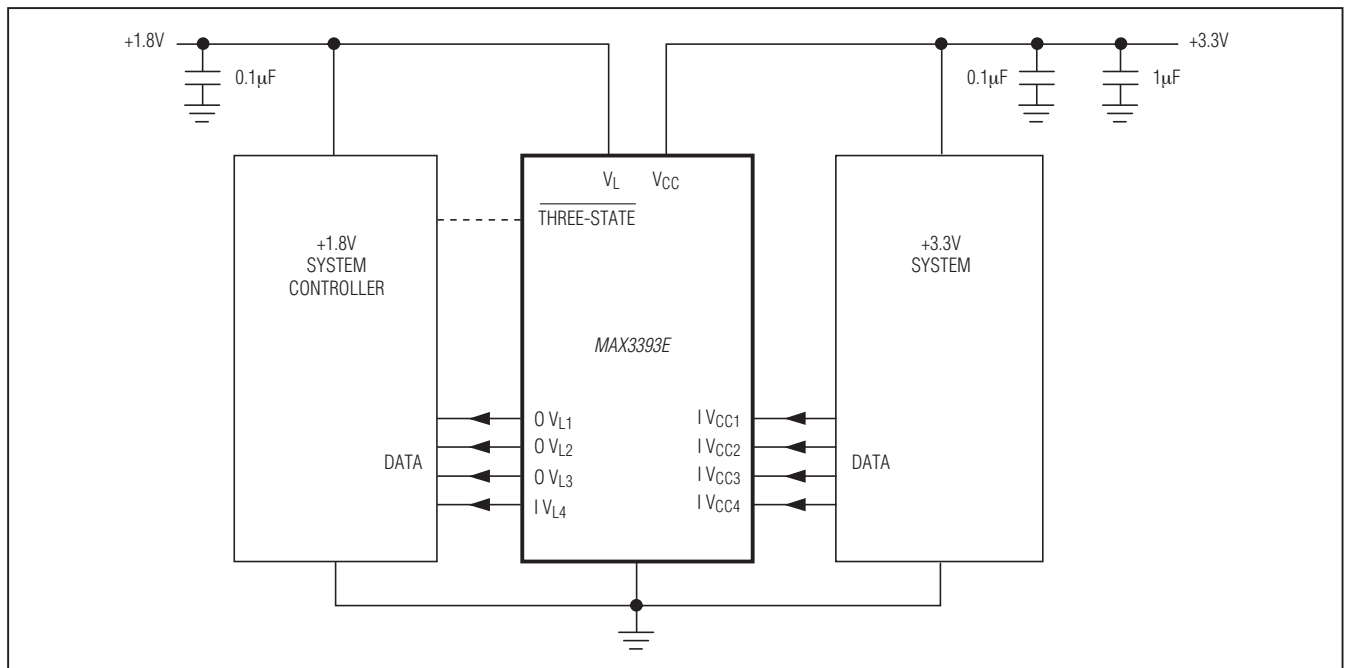 +1.8V
+3.3V
0.1µF
0.1µF
1µF
VL
VCC
THREE-STATE
+1.8V
SYSTEM
CONTROLLER
+3.3V
SYSTEM
MAX3393E
O VL1
O VL2
O VL3
I VL4
DATA
I VCC1
I VCC2
I VCC3
I VCC4
DATA